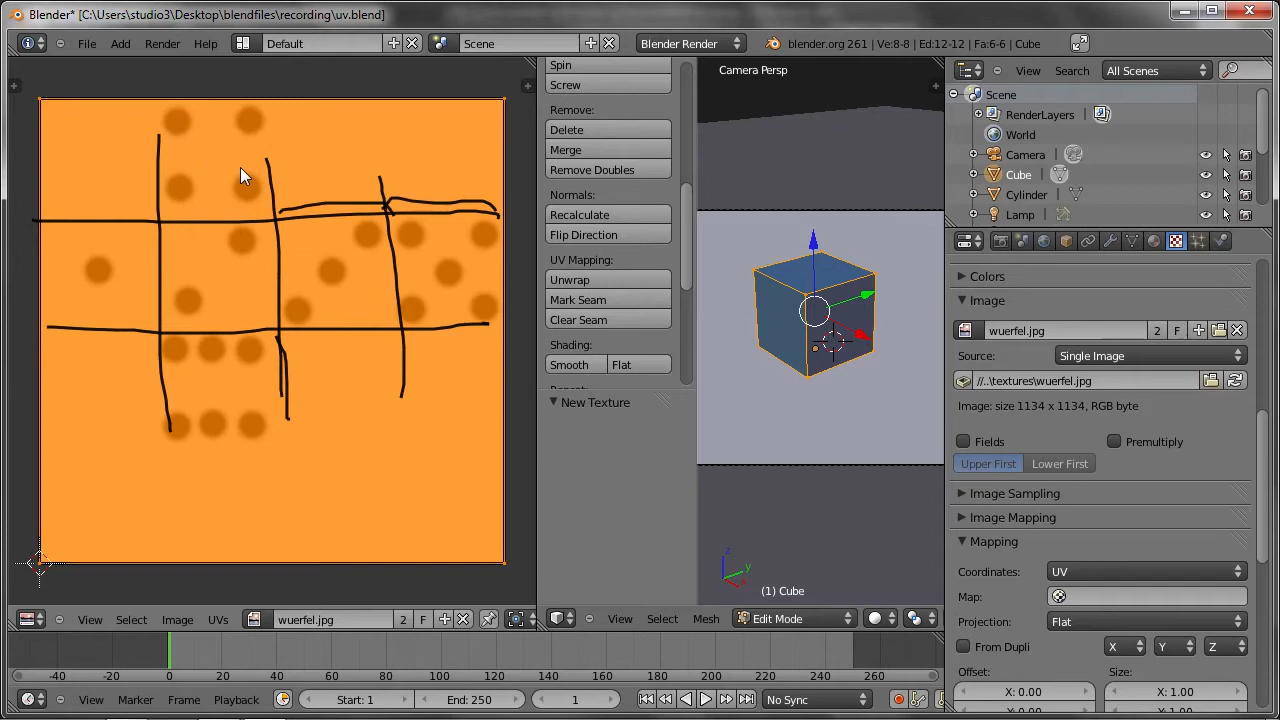 Blender* [C:\Users\studio3\Desktop\blendfiles\recording\uv.blend]
File Add Render Help Default Scene Blender Render blender.org 261 | Ve:8-8 | Ed:12-12 | Fa:6-6 | Cube
Spin
Screw
Remove:
Delete
Merge
Remove Doubles
Normals:
Recalculate
Flip Direction
UV Mapping:
Unwrap
Mark Seam
Clear Seam
Shading:
Smooth Flat
New Texture
Camera Persp
z
y
(1) Cube
View Search All Scenes
Scene
RenderLayers
World
Camera
Cube
Cylinder
Lamp
Colors
Image
wuerfel.jpg 2 F
Source: Single Image
//..\textures\wuerfel.jpg
Image: size 1134 x 1134, RGB byte
Fields Premultiply
Upper First Lower First
Image Sampling
Image Mapping
Mapping
Coordinates: UV
Map:
Projection: Flat
From Dupli X Y Z
Offset: Size:
X: 0.00 X: 1.00
View Select Image UVs wuerfel.jpg 2 F
View Select Mesh Edit Mode
-40 -20 0 20 40 60 80 100 120 140 160 180 200 220 240 260
View Marker Frame Playback Start: 1 End: 250 1 No Sync